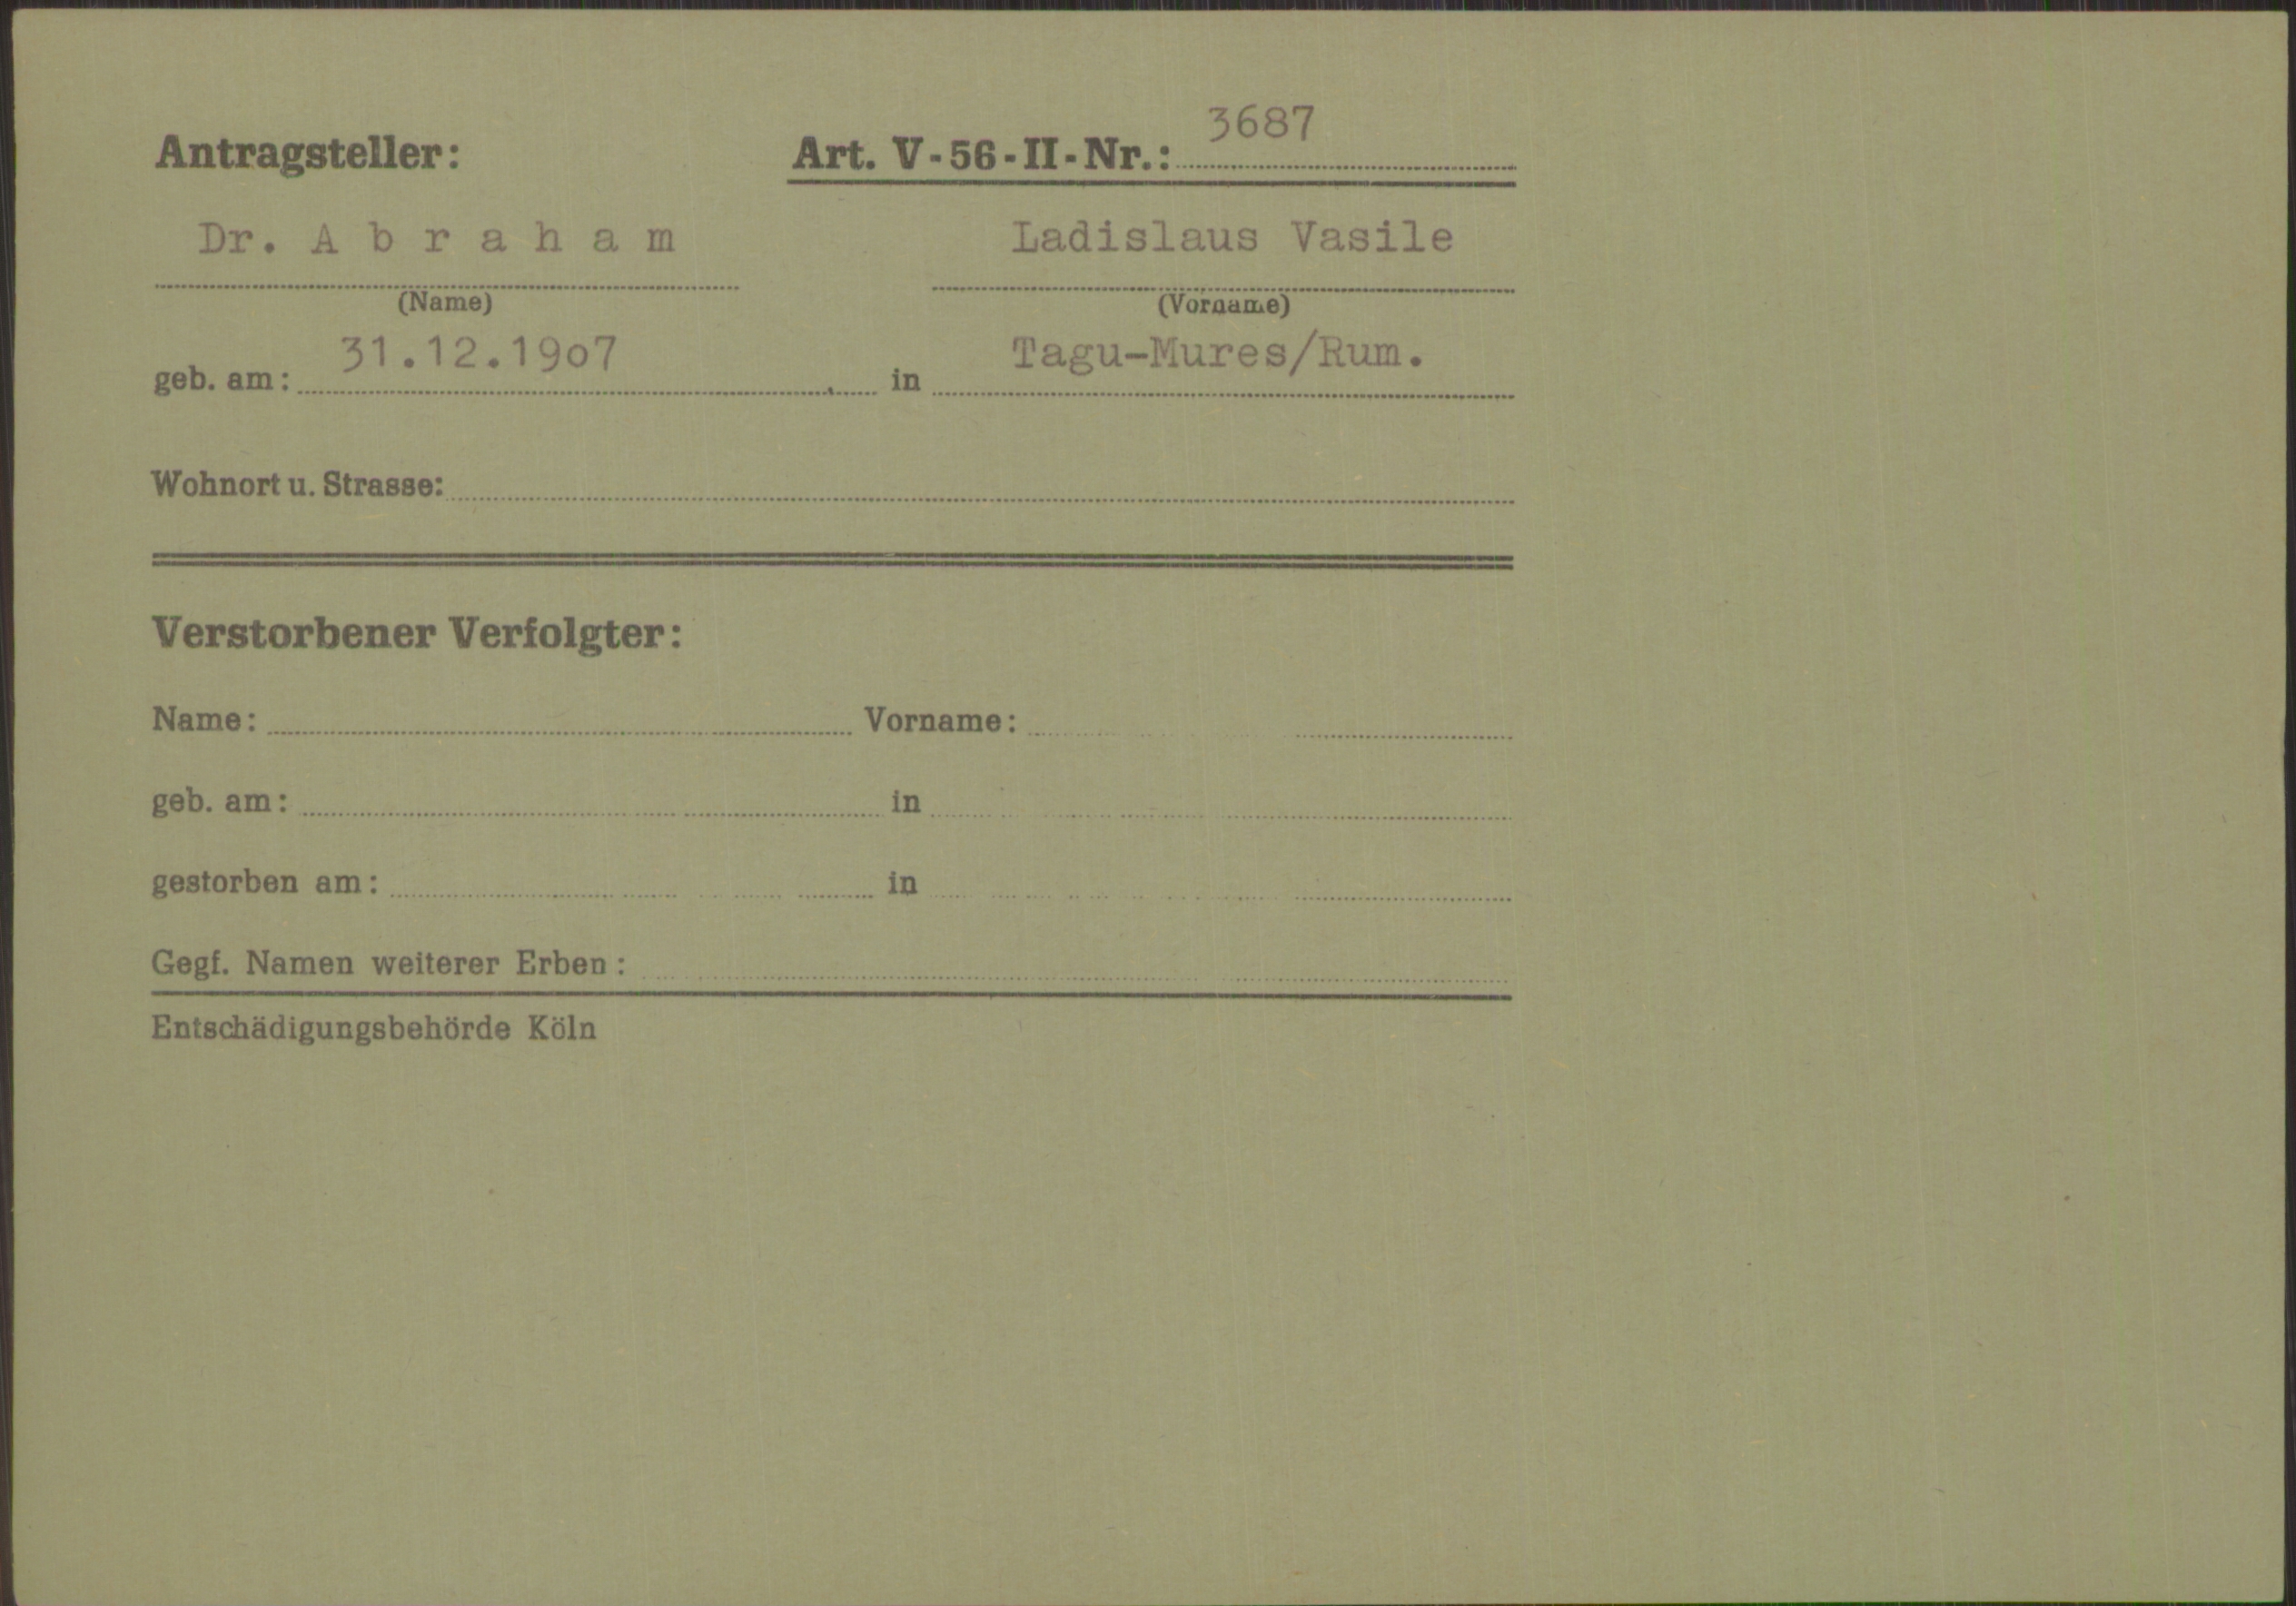 Antragsteller: Art. V-56-II-Nr.: 3687
Dr. A b r a h a m Ladislaus Vasile
(Name) (Vorname)
geb. am: 31.12.19o7 in Tagu-Mures/Rum.
Wohnort u. Strasse:
Verstorbener Verfolgter:
Name: Vorname:
geb. am: in
gestorben am: in
Gegf. Namen weiterer Erben:
Entschädigungsbehörde Köln